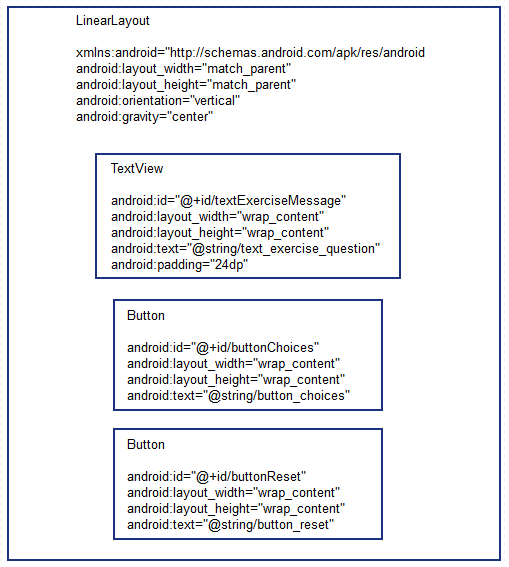 LinearLayout
xmlns:android="http://schemas.android.com/apk/res/android
android:layout_width="match_parent"
android:layout_height="match_parent"
android:orientation="vertical"
android:gravity="center"
TextView
android:id="@+id/textExerciseMessage"
android:layout_width="wrap_content"
android:layout_height="wrap_content"
android:text="@string/text_exercise_question"
android:padding="24dp"
Button
android:id="@+id/buttonChoices"
android:layout_width="wrap_content"
android:layout_height="wrap_content"
android:text="@string/button_choices"
Button
android:id="@+id/buttonReset"
android:layout_width="wrap_content"
android:layout_height="wrap_content"
android:text="@string/button_reset"